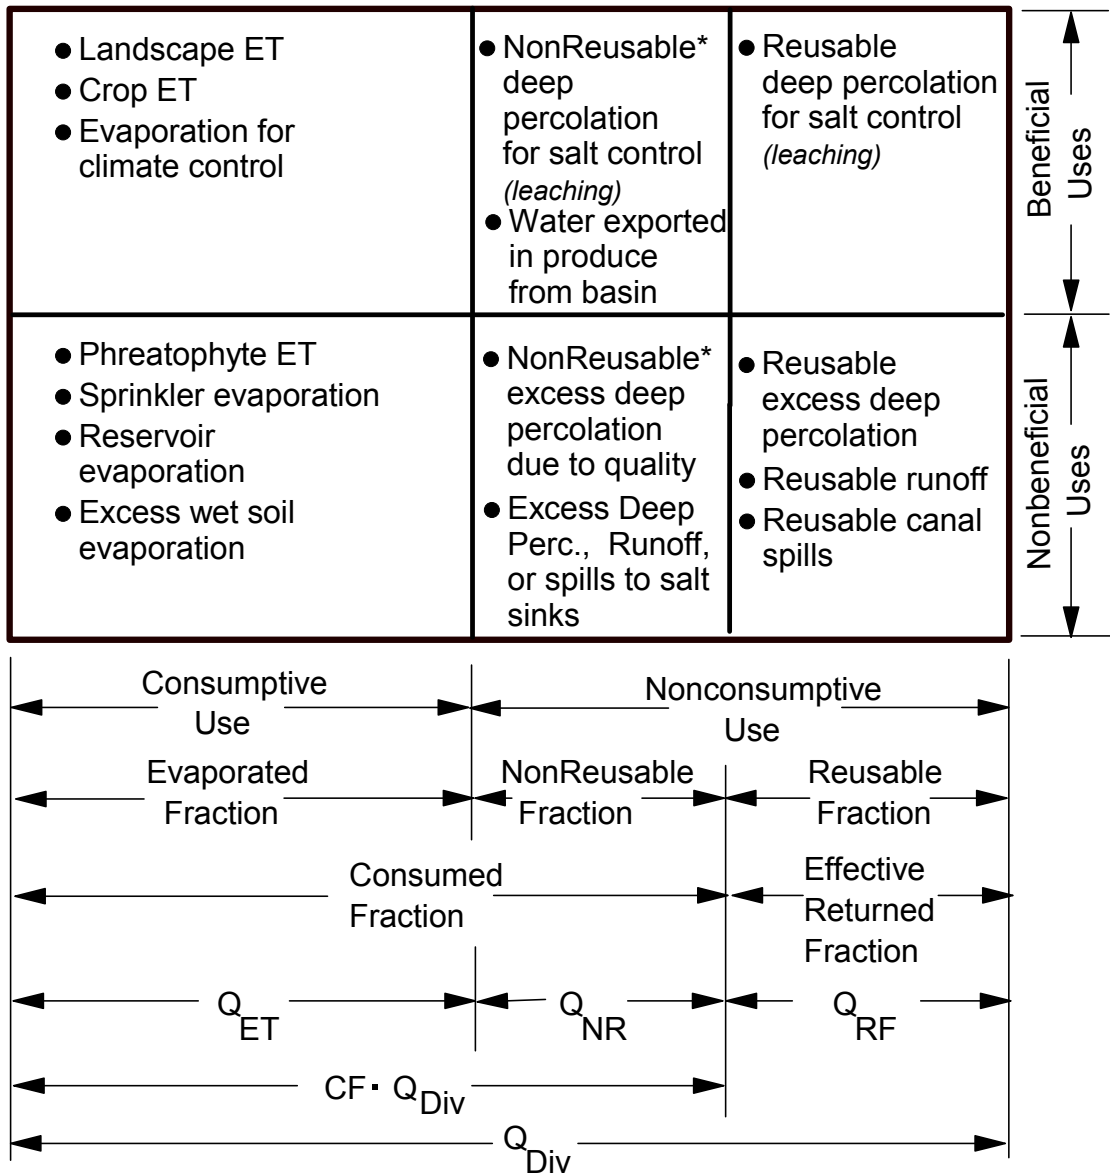 ● Landscape ET
● Crop ET
● Evaporation for
climate control
● NonReusable*
deep
percolation
for salt control
(leaching)
● Water exported
in produce
from basin
● Reusable
deep percolation
for salt control
(leaching)
Beneficial
Uses
● Phreatophyte ET
● Sprinkler evaporation
● Reservoir
evaporation
● Excess wet soil
evaporation
● NonReusable*
excess deep
percolation
due to quality
● Excess Deep
Perc., Runoff,
or spills to salt
sinks
● Reusable
excess deep
percolation
● Reusable runoff
● Reusable canal
spills
Nonbeneficial
Uses
Consumptive
Use
Nonconsumptive
Use
Evaporated
Fraction
NonReusable
Fraction
Reusable
Fraction
Consumed
Fraction
Effective
Returned
Fraction
Q ET
Q NR
Q RF
CF · Q Div
Q Div